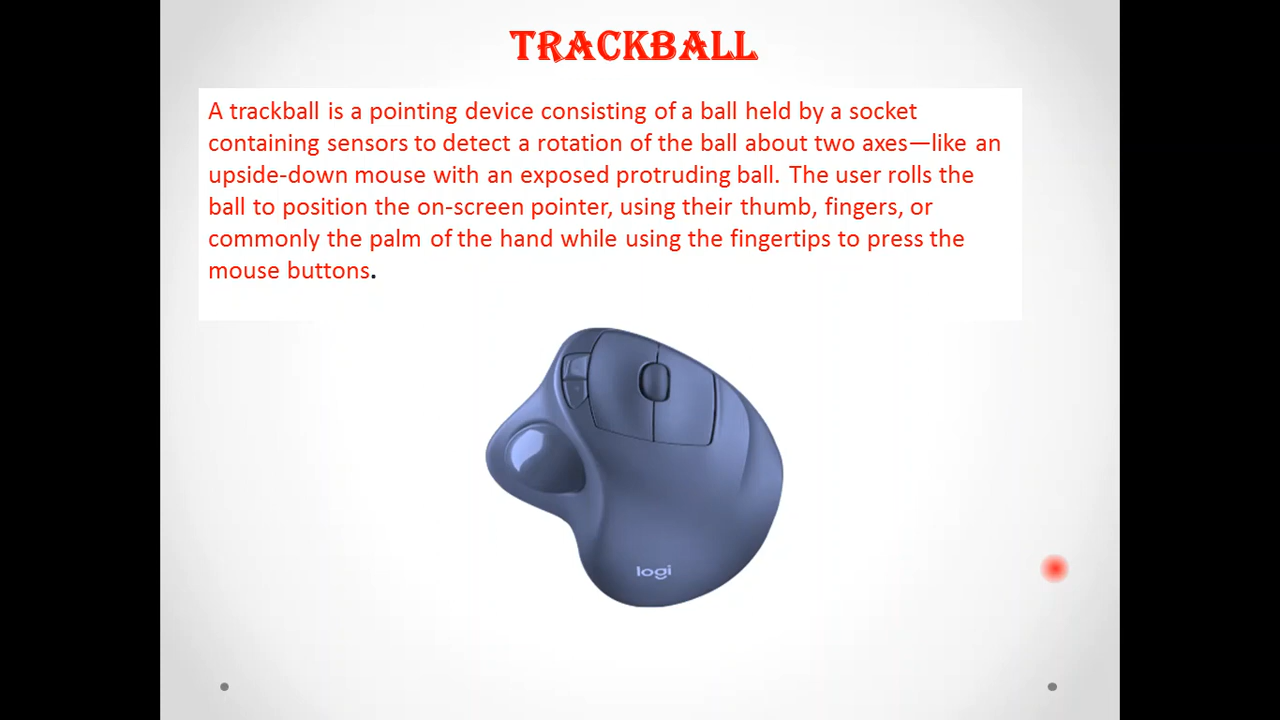 TRACKBALL
A trackball is a pointing device consisting of a ball held by a socket
containing sensors to detect a rotation of the ball about two axes—like an
upside-down mouse with an exposed protruding ball. The user rolls the
ball to position the on-screen pointer, using their thumb, fingers, or
commonly the palm of the hand while using the fingertips to press the
mouse buttons.
logi